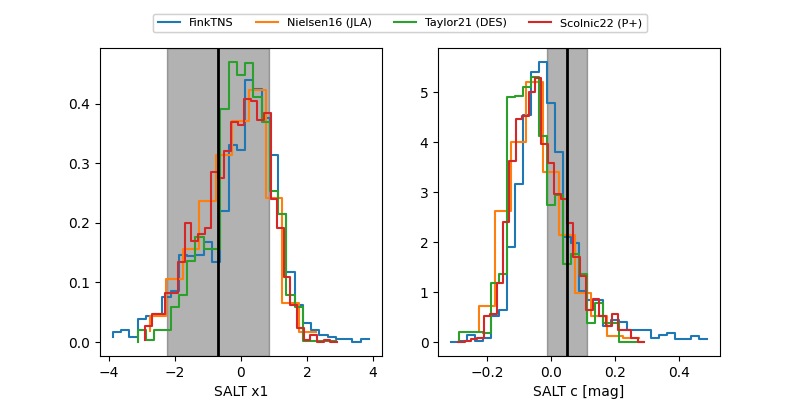 FinkTNS Nielsen16 (JLA) Taylor21 (DES) Scolnic22 (P+)
0.4
0.3
0.2
0.1
0.0
−4 −2 0 2 4
SALT x1
5
4
3
2
1
0
−0.2 0.0 0.2 0.4
SALT c [mag]